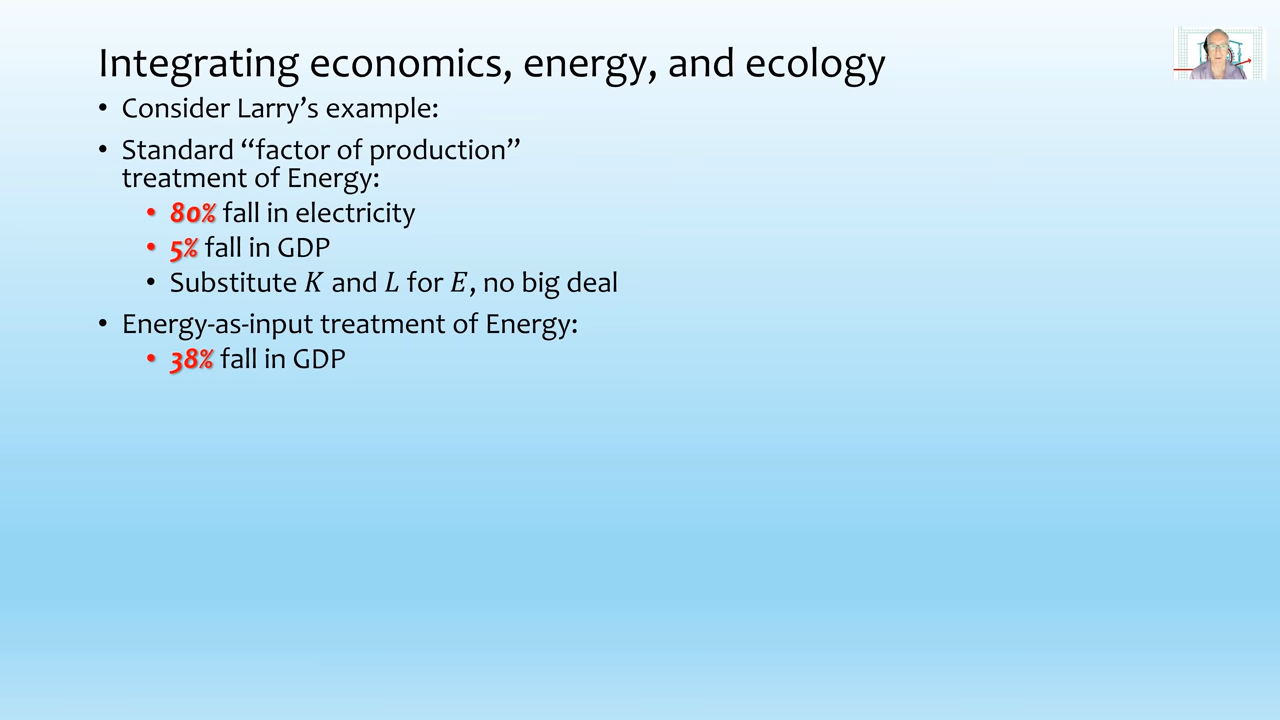 Integrating economics, energy, and ecology
• Consider Larry’s example:
• Standard “factor of production”
treatment of Energy:
• 80% fall in electricity
• 5% fall in GDP
• Substitute K and L for E, no big deal
• Energy-as-input treatment of Energy:
• 38% fall in GDP